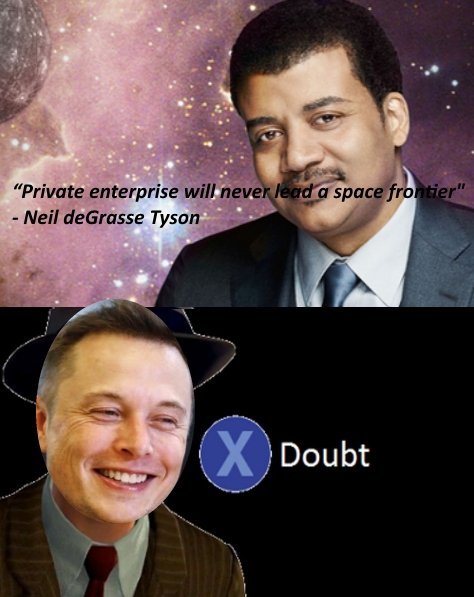 “Private enterprise will never lead a space frontier"
- Neil deGrasse Tyson
X Doubt